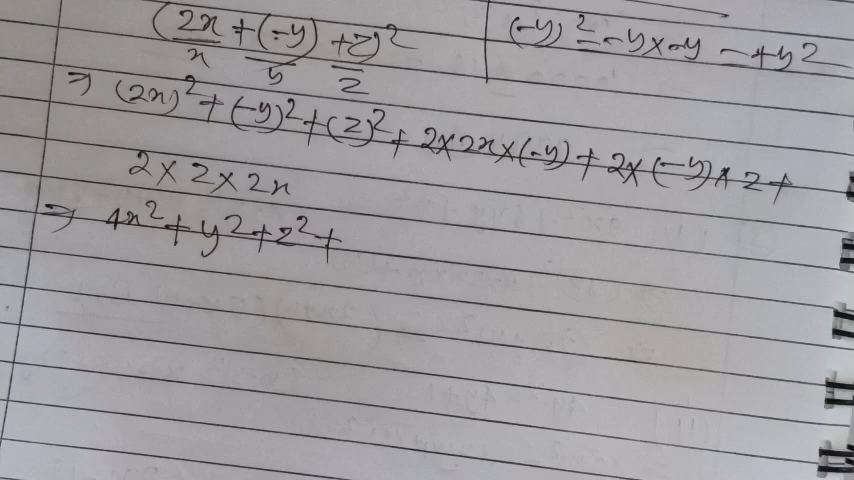 (2x + (-y) + z)²
x y z
(-y)² = -y x -y = +y²
⇒ (2x)² + (-y)² + (z)² + 2 x 2x x (-y) + 2 x (-y) x z +
2 x z x 2x
⇒ 4x² + y² + z² +